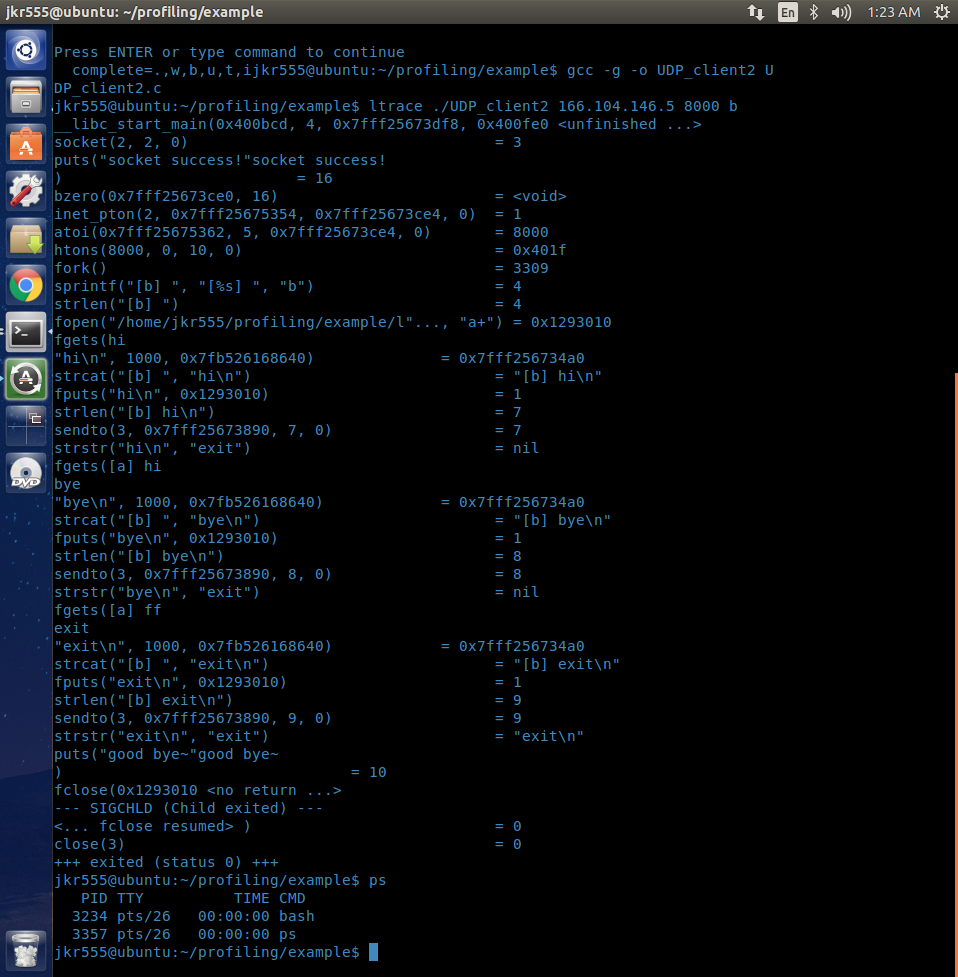 jkr555@ubuntu: ~/profiling/example
En
1:23 AM
Press ENTER or type command to continue
  complete=.,w,b,u,t,ijkr555@ubuntu:~/profiling/example$ gcc -g -o UDP_client2 U
DP_client2.c
jkr555@ubuntu:~/profiling/example$ ltrace ./UDP_client2 166.104.146.5 8000 b
__libc_start_main(0x400bcd, 4, 0x7fff25673df8, 0x400fe0 <unfinished ...>
socket(2, 2, 0)                                  = 3
puts("socket success!"socket success!
)                          = 16
bzero(0x7fff25673ce0, 16)                        = <void>
inet_pton(2, 0x7fff25675354, 0x7fff25673ce4, 0)  = 1
atoi(0x7fff25675362, 5, 0x7fff25673ce4, 0)       = 8000
htons(8000, 0, 10, 0)                            = 0x401f
fork()                                           = 3309
sprintf("[b] ", "[%s] ", "b")                    = 4
strlen("[b] ")                                   = 4
fopen("/home/jkr555/profiling/example/l"..., "a+") = 0x1293010
fgets(hi
"hi\n", 1000, 0x7fb526168640)              = 0x7fff256734a0
strcat("[b] ", "hi\n")                           = "[b] hi\n"
fputs("hi\n", 0x1293010)                         = 1
strlen("[b] hi\n")                               = 7
sendto(3, 0x7fff25673890, 7, 0)                  = 7
strstr("hi\n", "exit")                           = nil
fgets([a] hi
bye
"bye\n", 1000, 0x7fb526168640)             = 0x7fff256734a0
strcat("[b] ", "bye\n")                          = "[b] bye\n"
fputs("bye\n", 0x1293010)                        = 1
strlen("[b] bye\n")                              = 8
sendto(3, 0x7fff25673890, 8, 0)                  = 8
strstr("bye\n", "exit")                          = nil
fgets([a] ff
exit
"exit\n", 1000, 0x7fb526168640)            = 0x7fff256734a0
strcat("[b] ", "exit\n")                         = "[b] exit\n"
fputs("exit\n", 0x1293010)                       = 1
strlen("[b] exit\n")                             = 9
sendto(3, 0x7fff25673890, 9, 0)                  = 9
strstr("exit\n", "exit")                         = "exit\n"
puts("good bye~"good bye~
)                                = 10
fclose(0x1293010 <no return ...>
--- SIGCHLD (Child exited) ---
<... fclose resumed> )                           = 0
close(3)                                         = 0
+++ exited (status 0) +++
jkr555@ubuntu:~/profiling/example$ ps
   PID TTY          TIME CMD
  3234 pts/26   00:00:00 bash
  3357 pts/26   00:00:00 ps
jkr555@ubuntu:~/profiling/example$
DVD